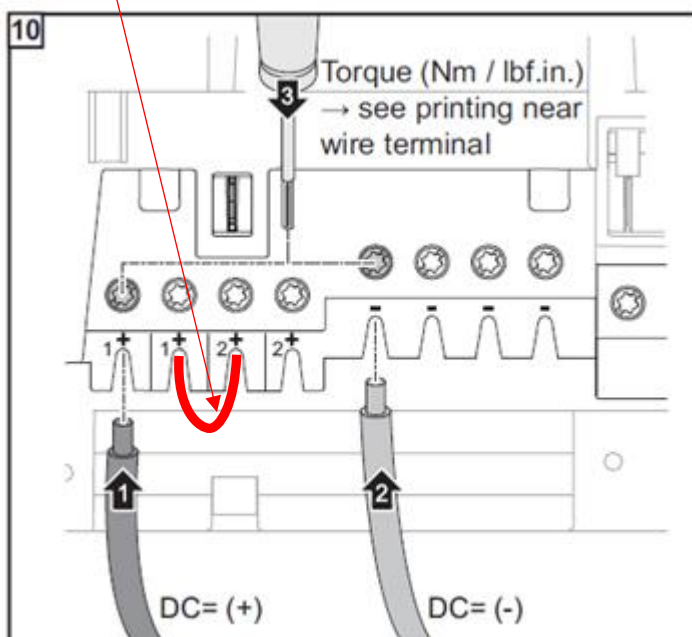 10
Torque (Nm / lbf.in.)
→ see printing near
wire terminal
3
- - - -
1+ 1+ 2+ 2+
1
2
DC= (+)
DC= (-)